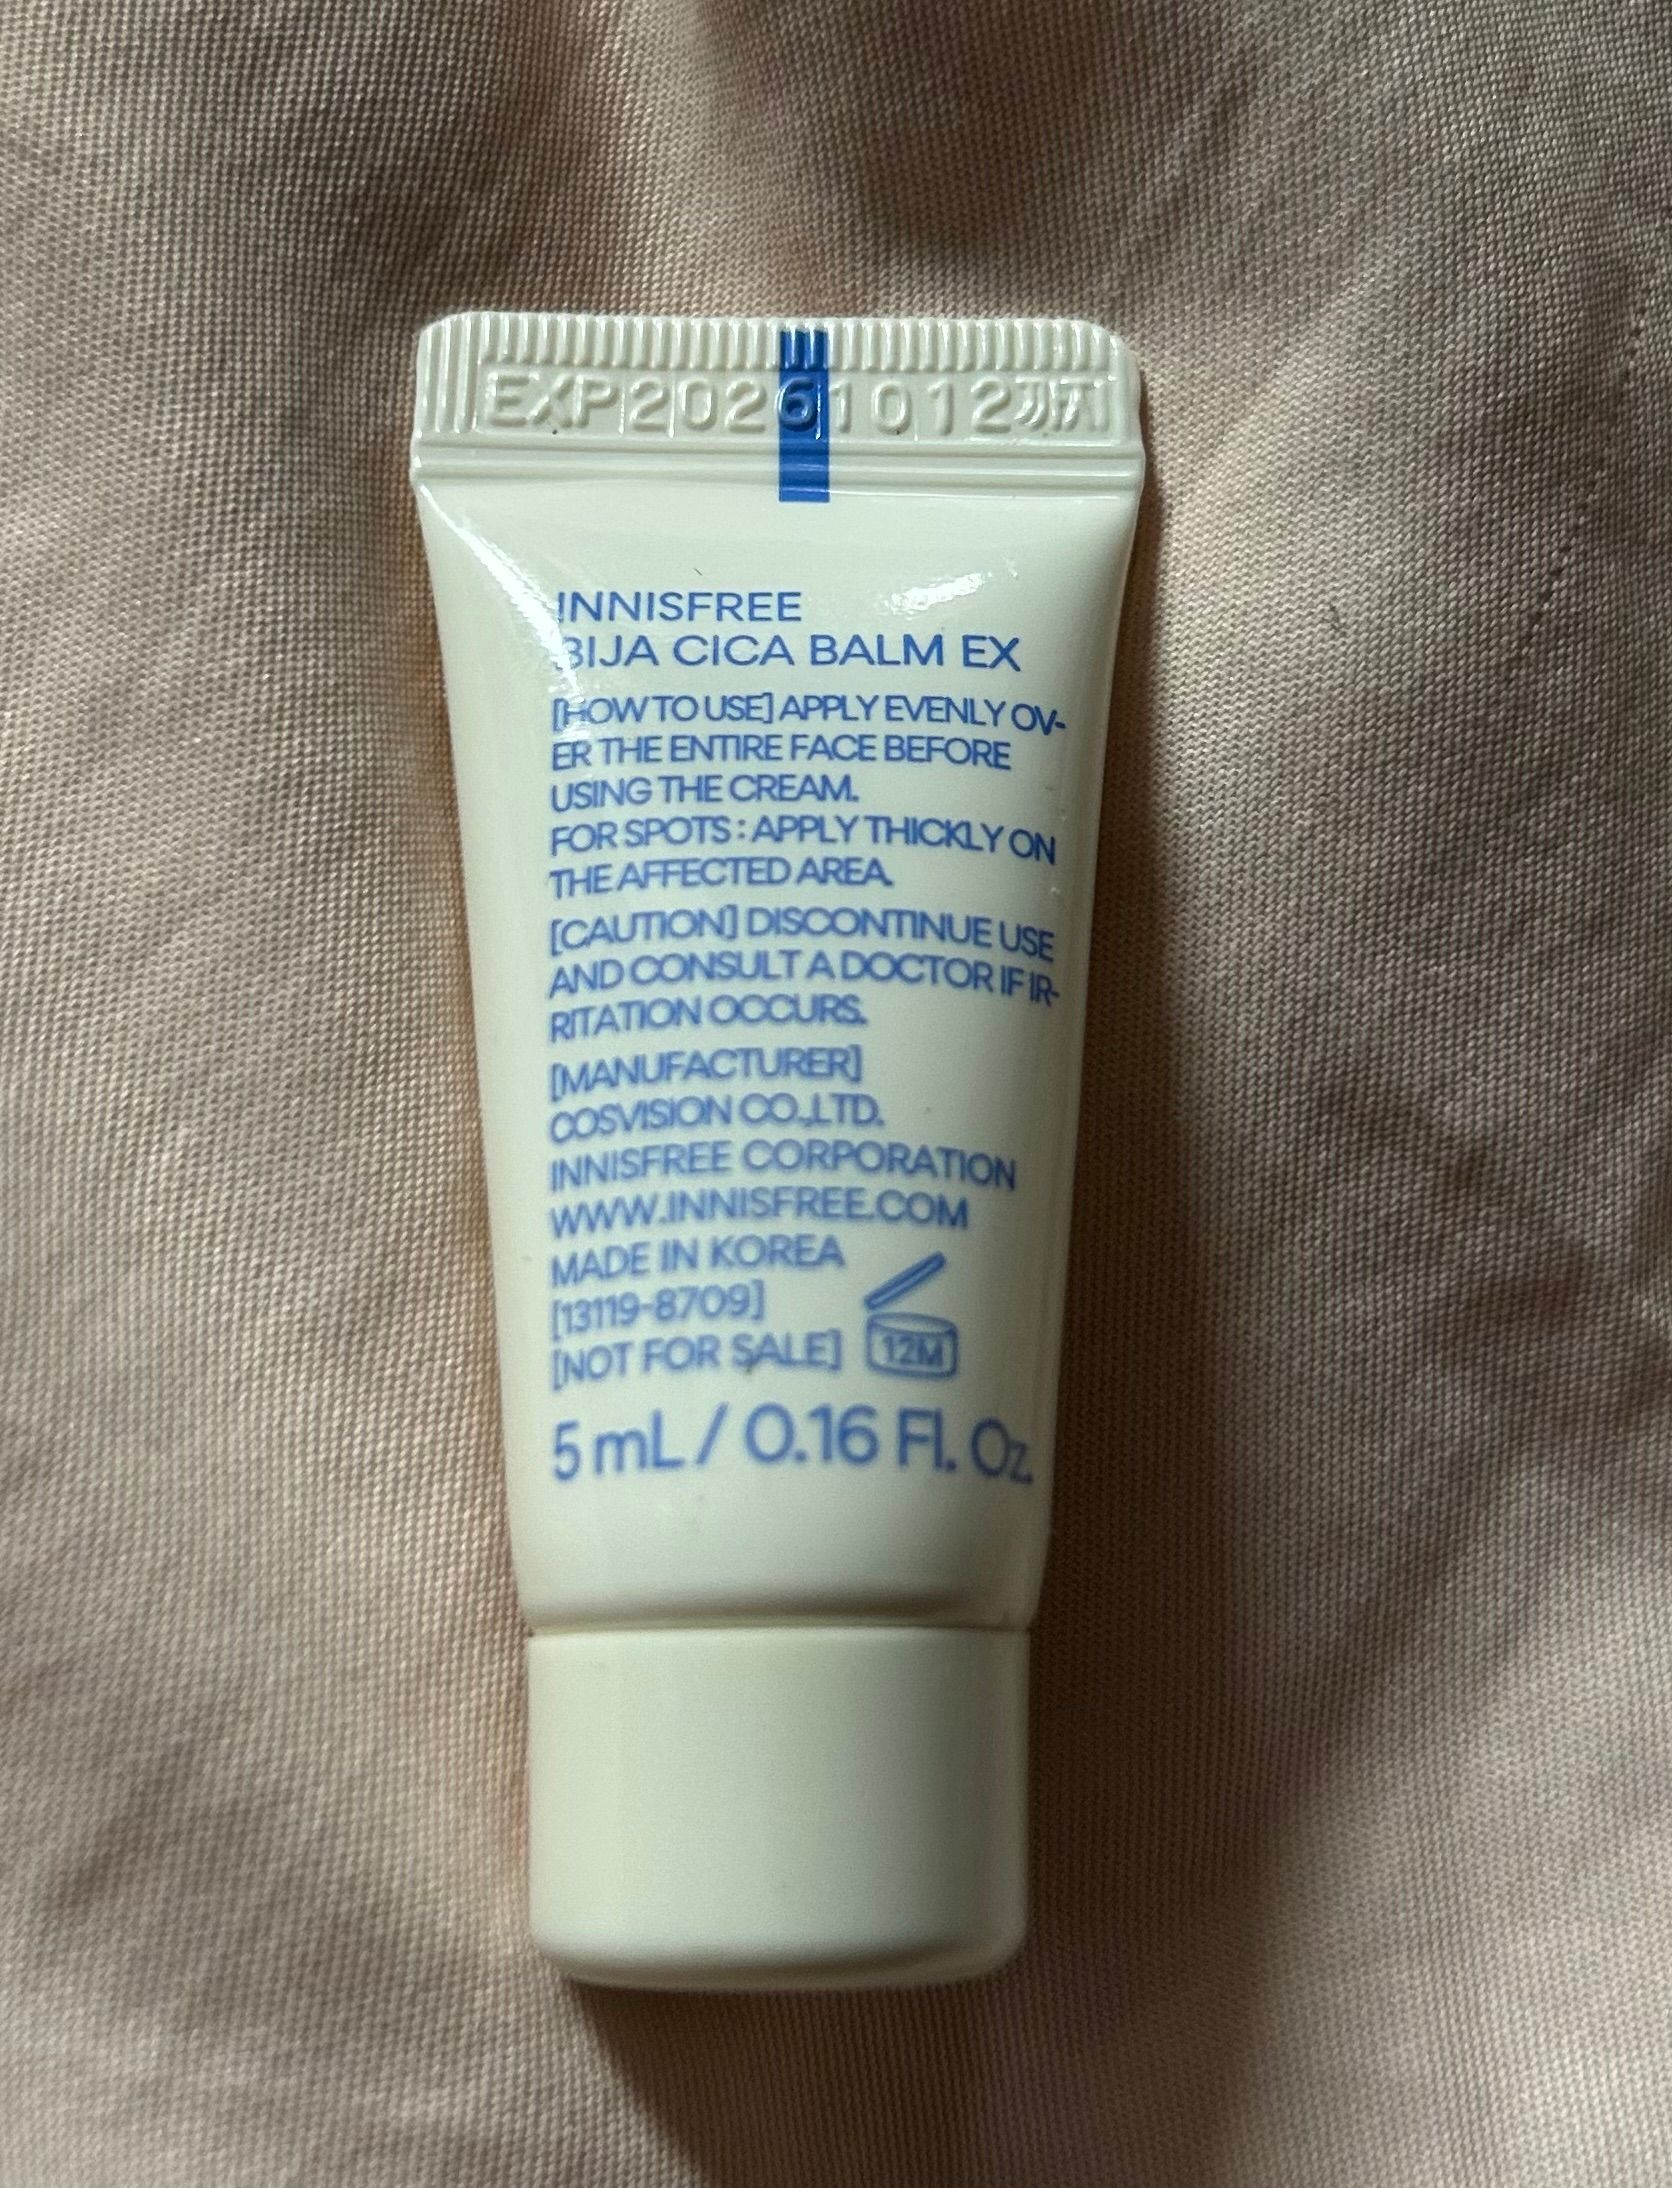 EXP20261012까지
INNISFREE
BIJA CICA BALM EX
[HOW TO USE] APPLY EVENLY OV-
ER THE ENTIRE FACE BEFORE
USING THE CREAM.
FOR SPOTS : APPLY THICKLY ON
THE AFFECTED AREA.
[CAUTION] DISCONTINUE USE
AND CONSULT A DOCTOR IF IR-
RITATION OCCURS.
[MANUFACTURER]
COSVISION CO.,LTD.
INNISFREE CORPORATION
WWW.INNISFREE.COM
MADE IN KOREA
[13119-8709]
[NOT FOR SALE] 12M
5 mL / 0.16 Fl. Oz.